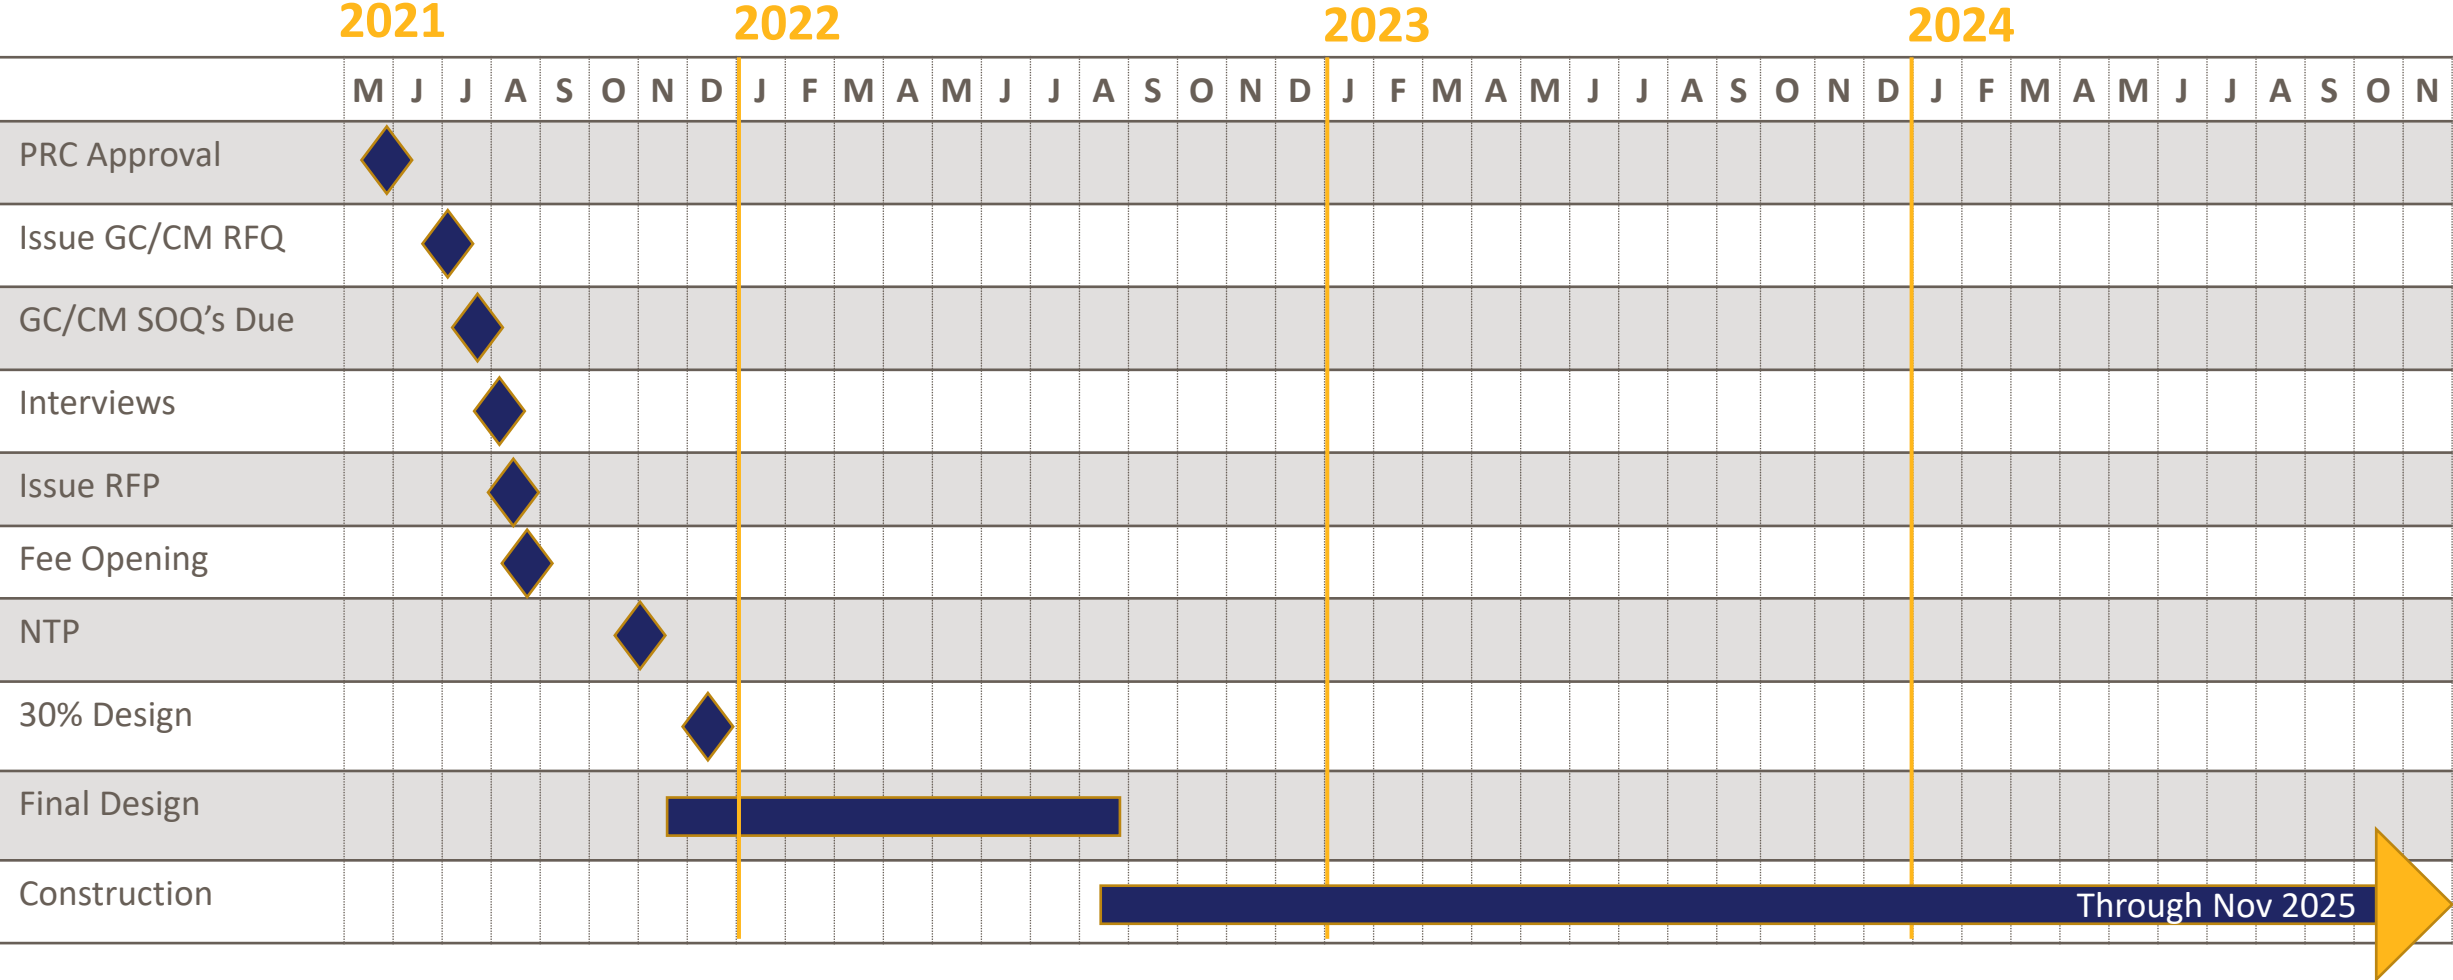 2021 2022 2023 2024
M J J A S O N D J F M A M J J A S O N D J F M A M J J A S O N D J F M A M J J A S O N
PRC Approval
Issue GC/CM RFQ
GC/CM SOQ’s Due
Interviews
Issue RFP
Fee Opening
NTP
30% Design
Final Design
Construction
Through Nov 2025